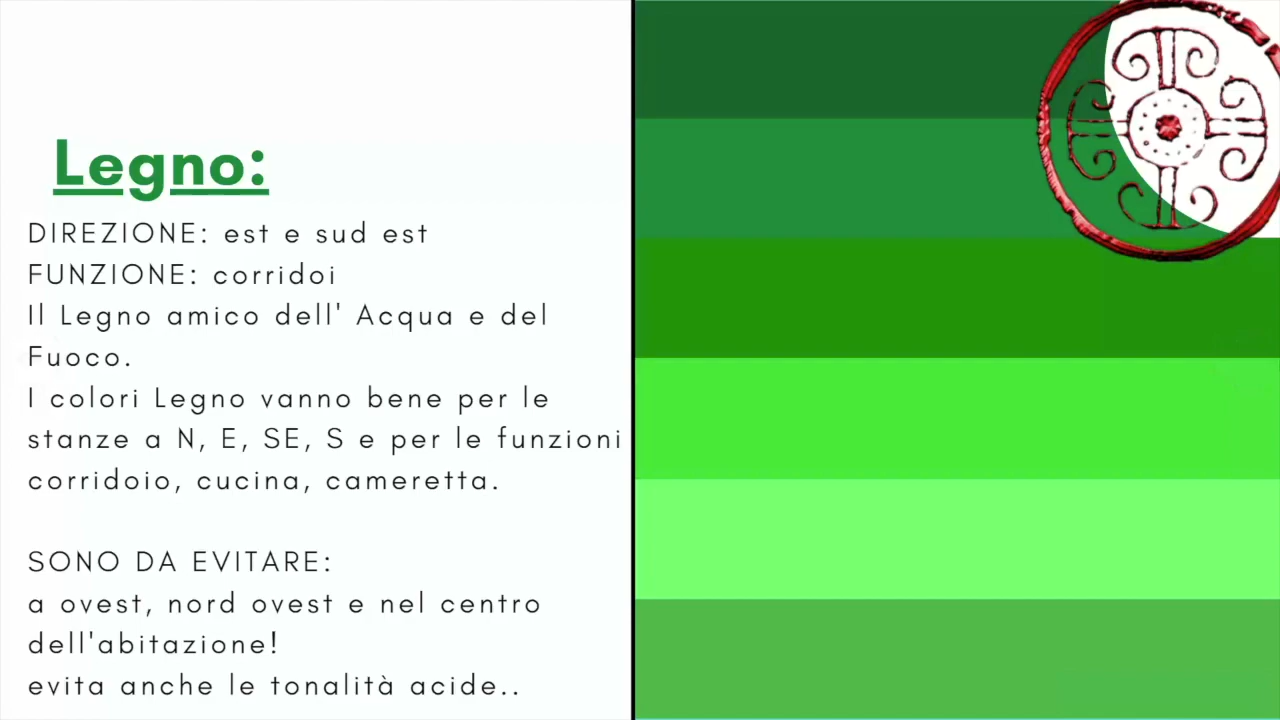 Legno:
DIREZIONE: est e sud est
FUNZIONE: corridoi
Il Legno amico dell' Acqua e del
Fuoco.
I colori Legno vanno bene per le
stanze a N, E, SE, S e per le funzioni
corridoio, cucina, cameretta.
SONO DA EVITARE:
a ovest, nord ovest e nel centro
dell'abitazione!
evita anche le tonalità acide..